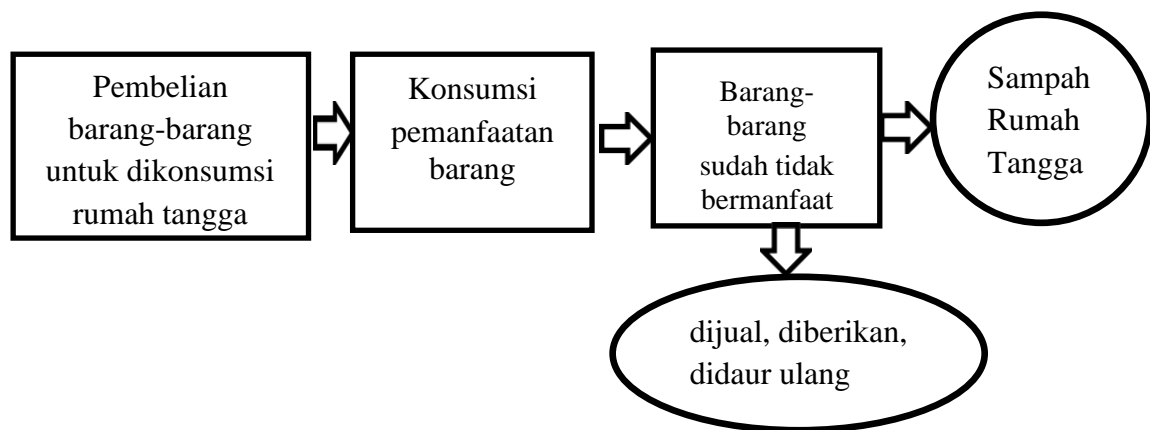 Pembelian
barang-barang
untuk dikonsumsi
rumah tangga
Konsumsi
pemanfaatan
barang
Barang-
barang
sudah tidak
bermanfaat
Sampah
Rumah
Tangga
dijual, diberikan,
didaur ulang